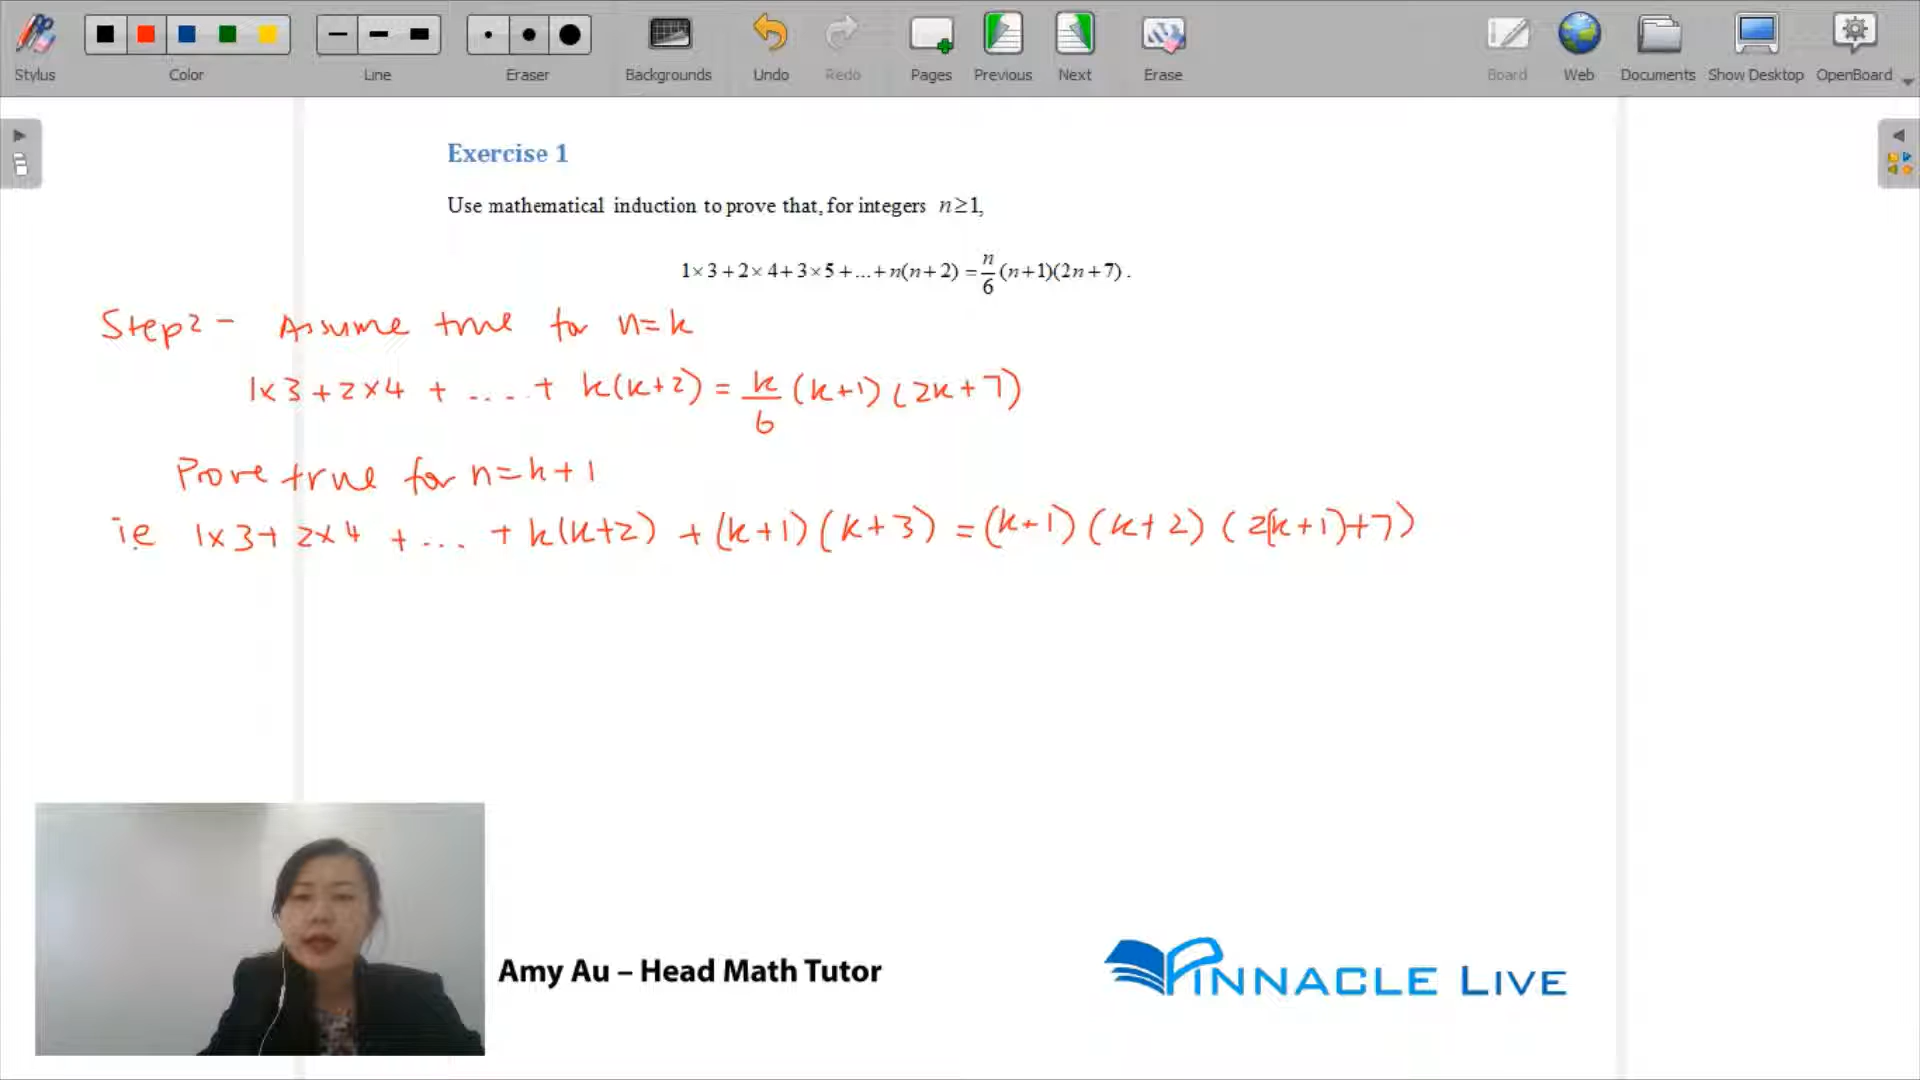 Stylus Color Line Eraser Backgrounds Undo Redo Pages Previous Next Erase Board Web Documents Show Desktop OpenBoard
Exercise 1
Use mathematical induction to prove that, for integers n≥1,
1×3+2×4+3×5+...+n(n+2)=n/6(n+1)(2n+7).
Step 2 - Assume true for n=k
1×3+2×4+....+k(k+2)=k/6(k+1)(2k+7)
Prove true for n=k+1
i.e 1×3+2×4+...+k(k+2)+(k+1)(k+3)=(k+1)(k+2)(2(k+1)+7)
Amy Au – Head Math Tutor
PINNACLE LIVE